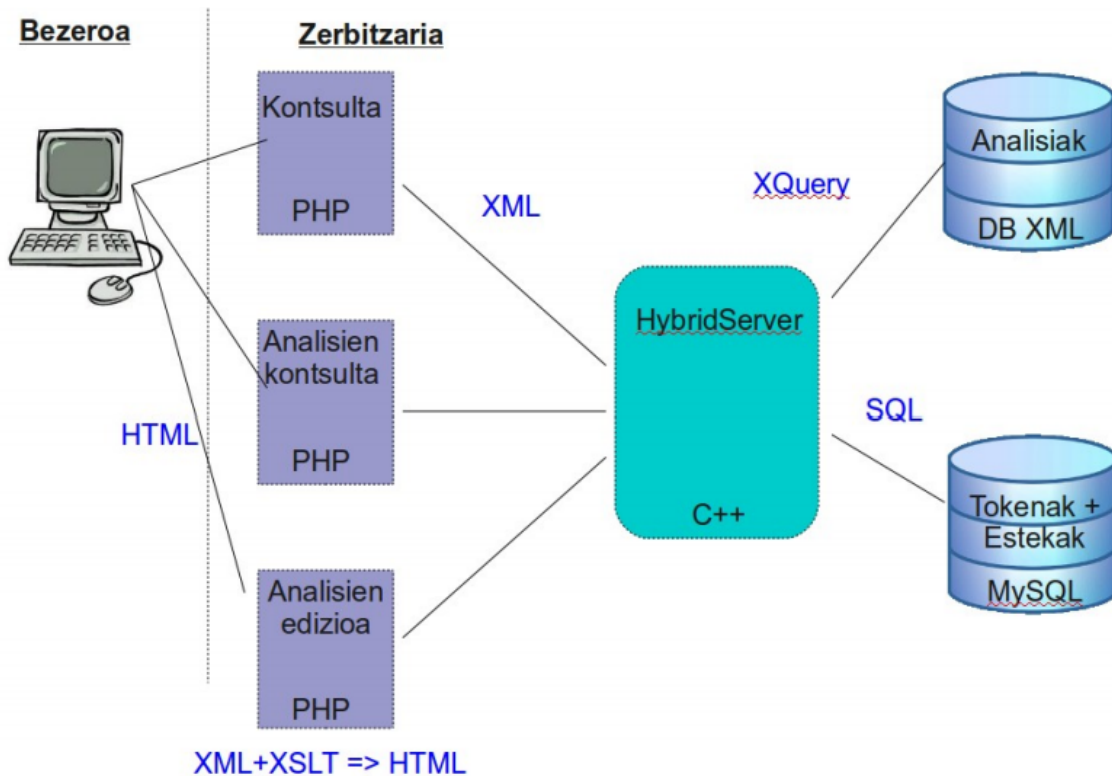 Bezeroa
Zerbitzaria
Kontsulta
PHP
XML
XQuery
Analisiak
DB XML
Analisien
kontsulta
PHP
HTML
HybridServer
C++
SQL
Tokenak +
Estekak
MySQL
Analisien
edizioa
PHP
XML+XSLT => HTML